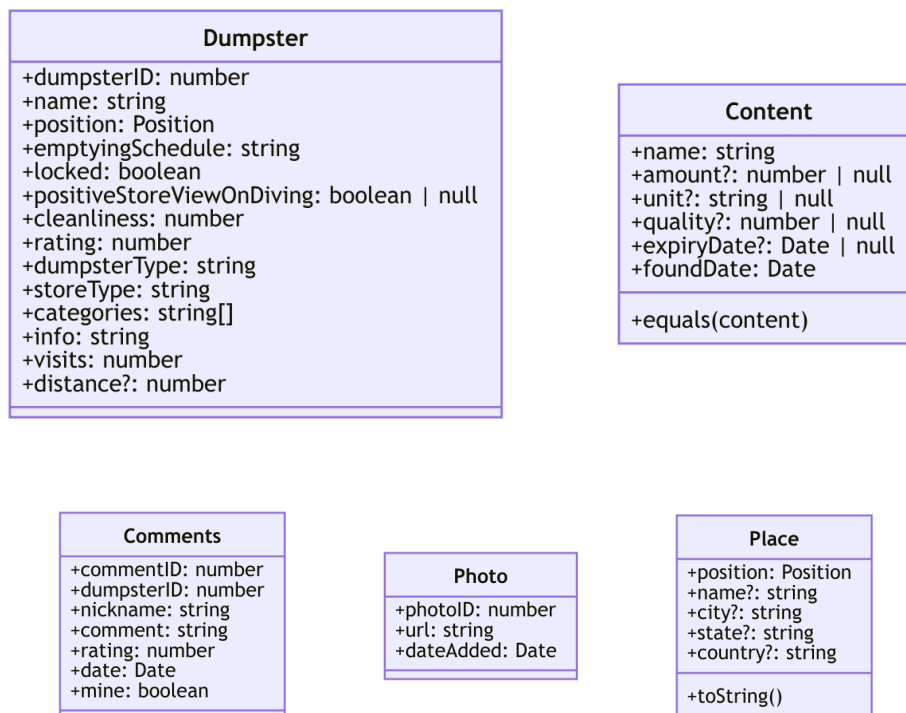 Dumpster
+dumpsterID: number
+name: string
+position: Position
+emptyingSchedule: string
+locked: boolean
+positiveStoreViewOnDiving: boolean | null
+cleanliness: number
+rating: number
+dumpsterType: string
+storeType: string
+categories: string[]
+info: string
+visits: number
+distance?: number
Content
+name: string
+amount?: number | null
+unit?: string | null
+quality?: number | null
+expiryDate?: Date | null
+foundDate: Date
+equals(content)
Comments
+commentID: number
+dumpsterID: number
+nickname: string
+comment: string
+rating: number
+date: Date
+mine: boolean
Photo
+photoID: number
+url: string
+dateAdded: Date
Place
+position: Position
+name?: string
+city?: string
+state?: string
+country?: string
+toString()